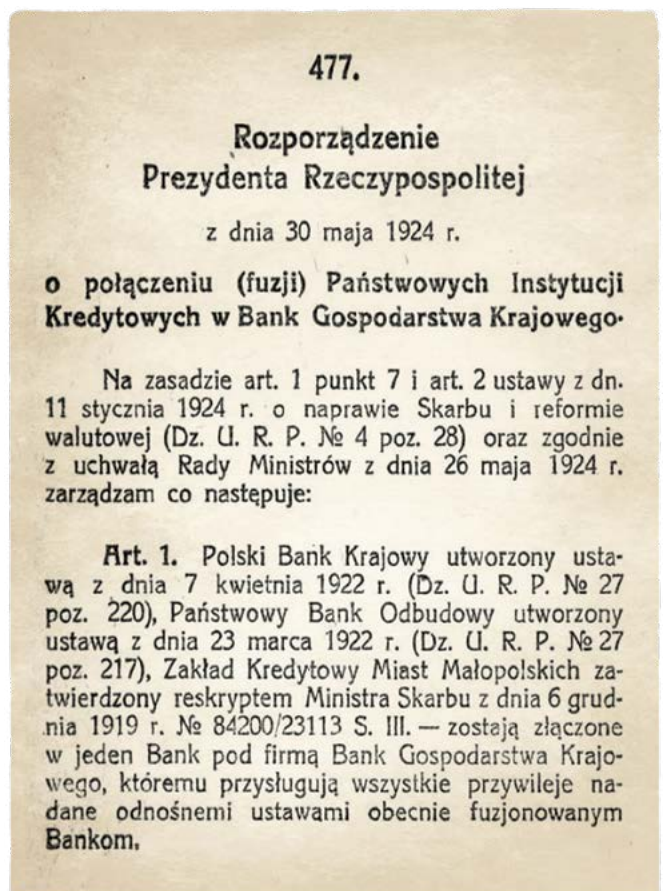 477.
Rozporządzenie
Prezydenta Rzeczypospolitej
z dnia 30 maja 1924 r.
o połączeniu (fuzji) Państwowych Instytucji
Kredytowych w Bank Gospodarstwa Krajowego·
Na zasadzie art. 1 punkt 7 i art. 2 ustawy z dn.
11 stycznia 1924 r. o naprawie Skarbu i reformie
walutowej (Dz. U. R. P. № 4 poz. 28) oraz zgodnie
z uchwałą Rady Ministrów z dnia 26 maja 1924 r.
zarządzam co następuje:
Art. 1. Polski Bank Krajowy utworzony usta-
wą z dnia 7 kwietnia 1922 r. (Dz. U. R. P. № 27
poz. 220), Państwowy Bank Odbudowy utworzony
ustawą z dnia 23 marca 1922 r. (Dz. U. R. P. № 27
poz. 217), Zakład Kredytowy Miast Małopolskich za-
twierdzony reskryptem Ministra Skarbu z dnia 6 grud-
nia 1919 r. № 84200/23113 S. III. — zostają złączone
w jeden Bank pod firmą Bank Gospodarstwa Krajo-
wego, któremu przysługują wszystkie przywileje na-
dane odnośnemi ustawami obecnie fuzjonowanym
Bankom.